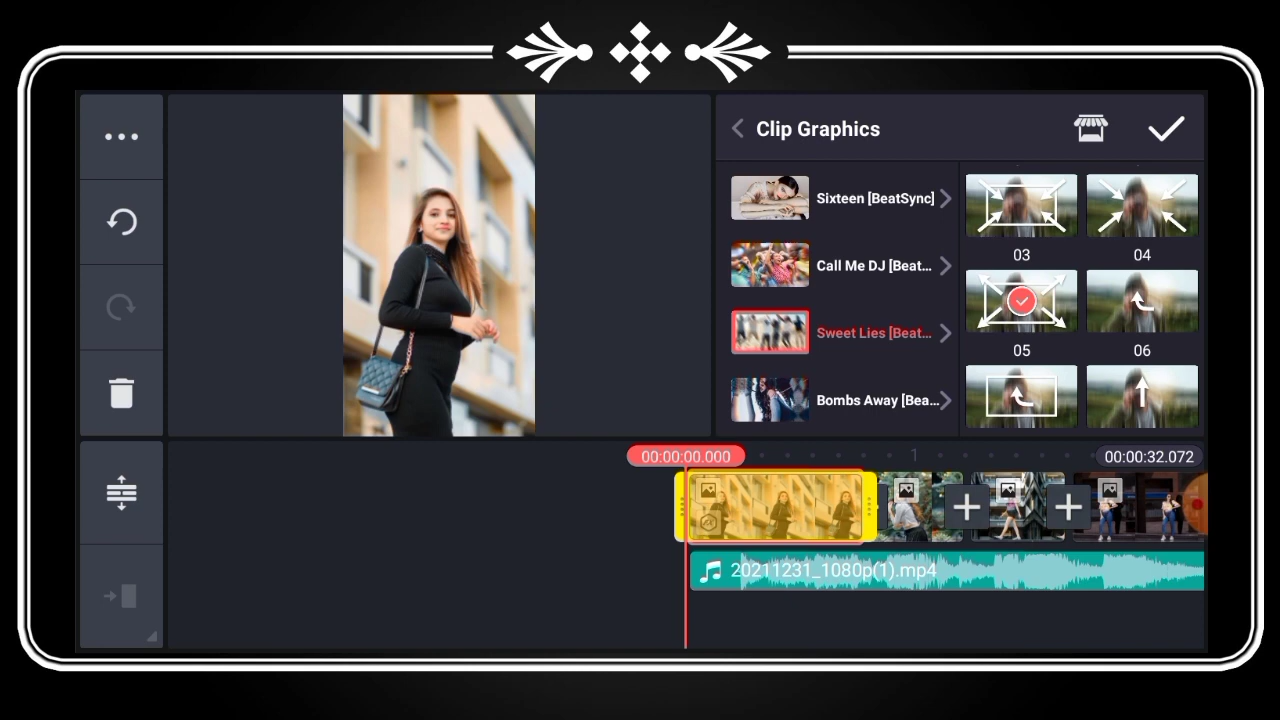 Clip Graphics
Sixteen [BeatSync]
Call Me DJ [Beat...
Sweet Lies [Beat...
Bombs Away [Bea...
03
04
05
06
00:00:00.000
1
00:00:32.072
20211231_1080p(1).mp4